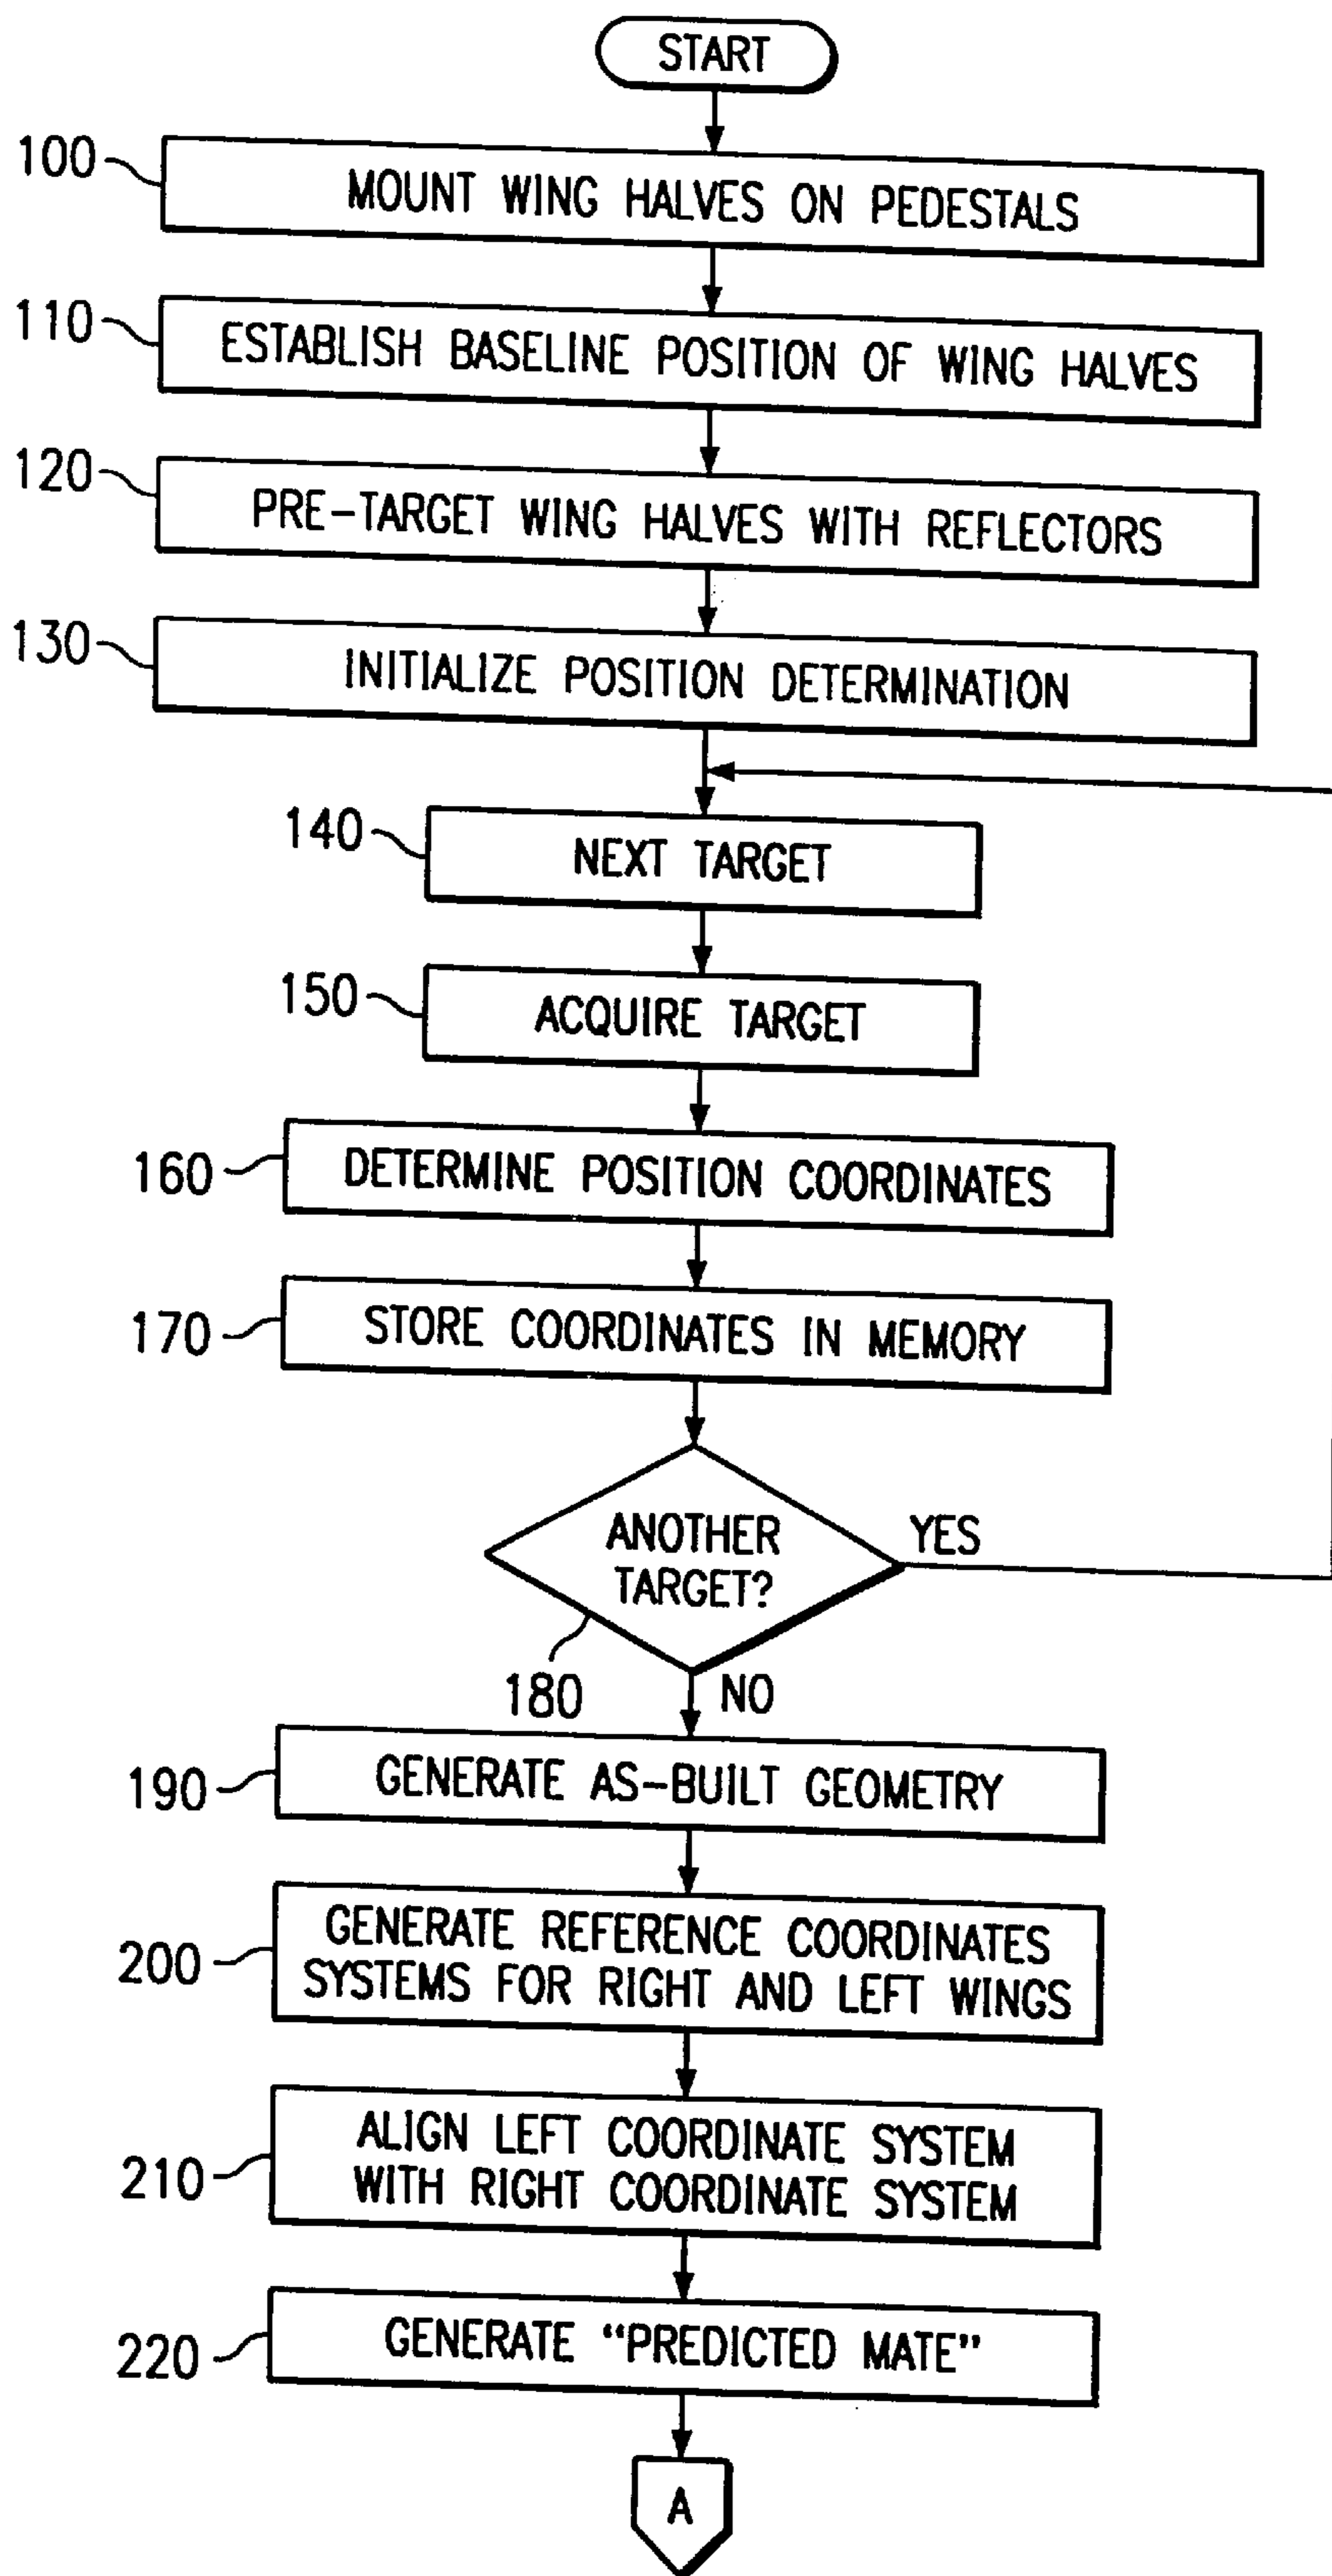 START
100
MOUNT WING HALVES ON PEDESTALS
110
ESTABLISH BASELINE POSITION OF WING HALVES
120
PRE-TARGET WING HALVES WITH REFLECTORS
130
INITIALIZE POSITION DETERMINATION
140
NEXT TARGET
150
ACQUIRE TARGET
160
DETERMINE POSITION COORDINATES
170
STORE COORDINATES IN MEMORY
ANOTHER
TARGET?
YES
180
NO
190
GENERATE AS-BUILT GEOMETRY
200
GENERATE REFERENCE COORDINATES
SYSTEMS FOR RIGHT AND LEFT WINGS
210
ALIGN LEFT COORDINATE SYSTEM
WITH RIGHT COORDINATE SYSTEM
220
GENERATE “PREDICTED MATE”
A